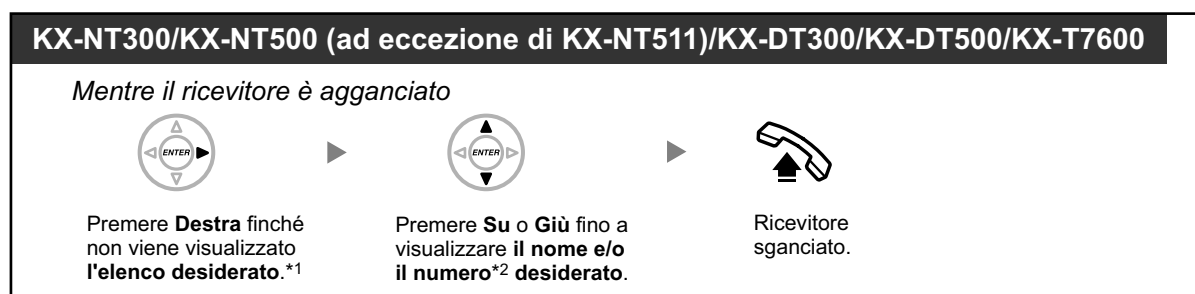 KX-NT300/KX-NT500 (ad eccezione di KX-NT511)/KX-DT300/KX-DT500/KX-T7600
Mentre il ricevitore è agganciato
ENTER
ENTER
Premere Destra finché
non viene visualizzato
l'elenco desiderato.*1
Premere Su o Giù fino a
visualizzare il nome e/o
il numero*2 desiderato.
Ricevitore
sganciato.